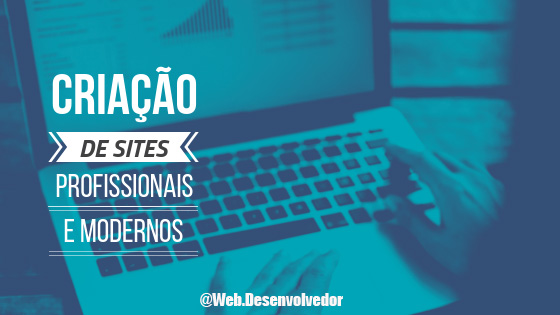 CRIAÇÃO
DE SITES
PROFISSIONAIS
E MODERNOS
@Web.Desenvolvedor